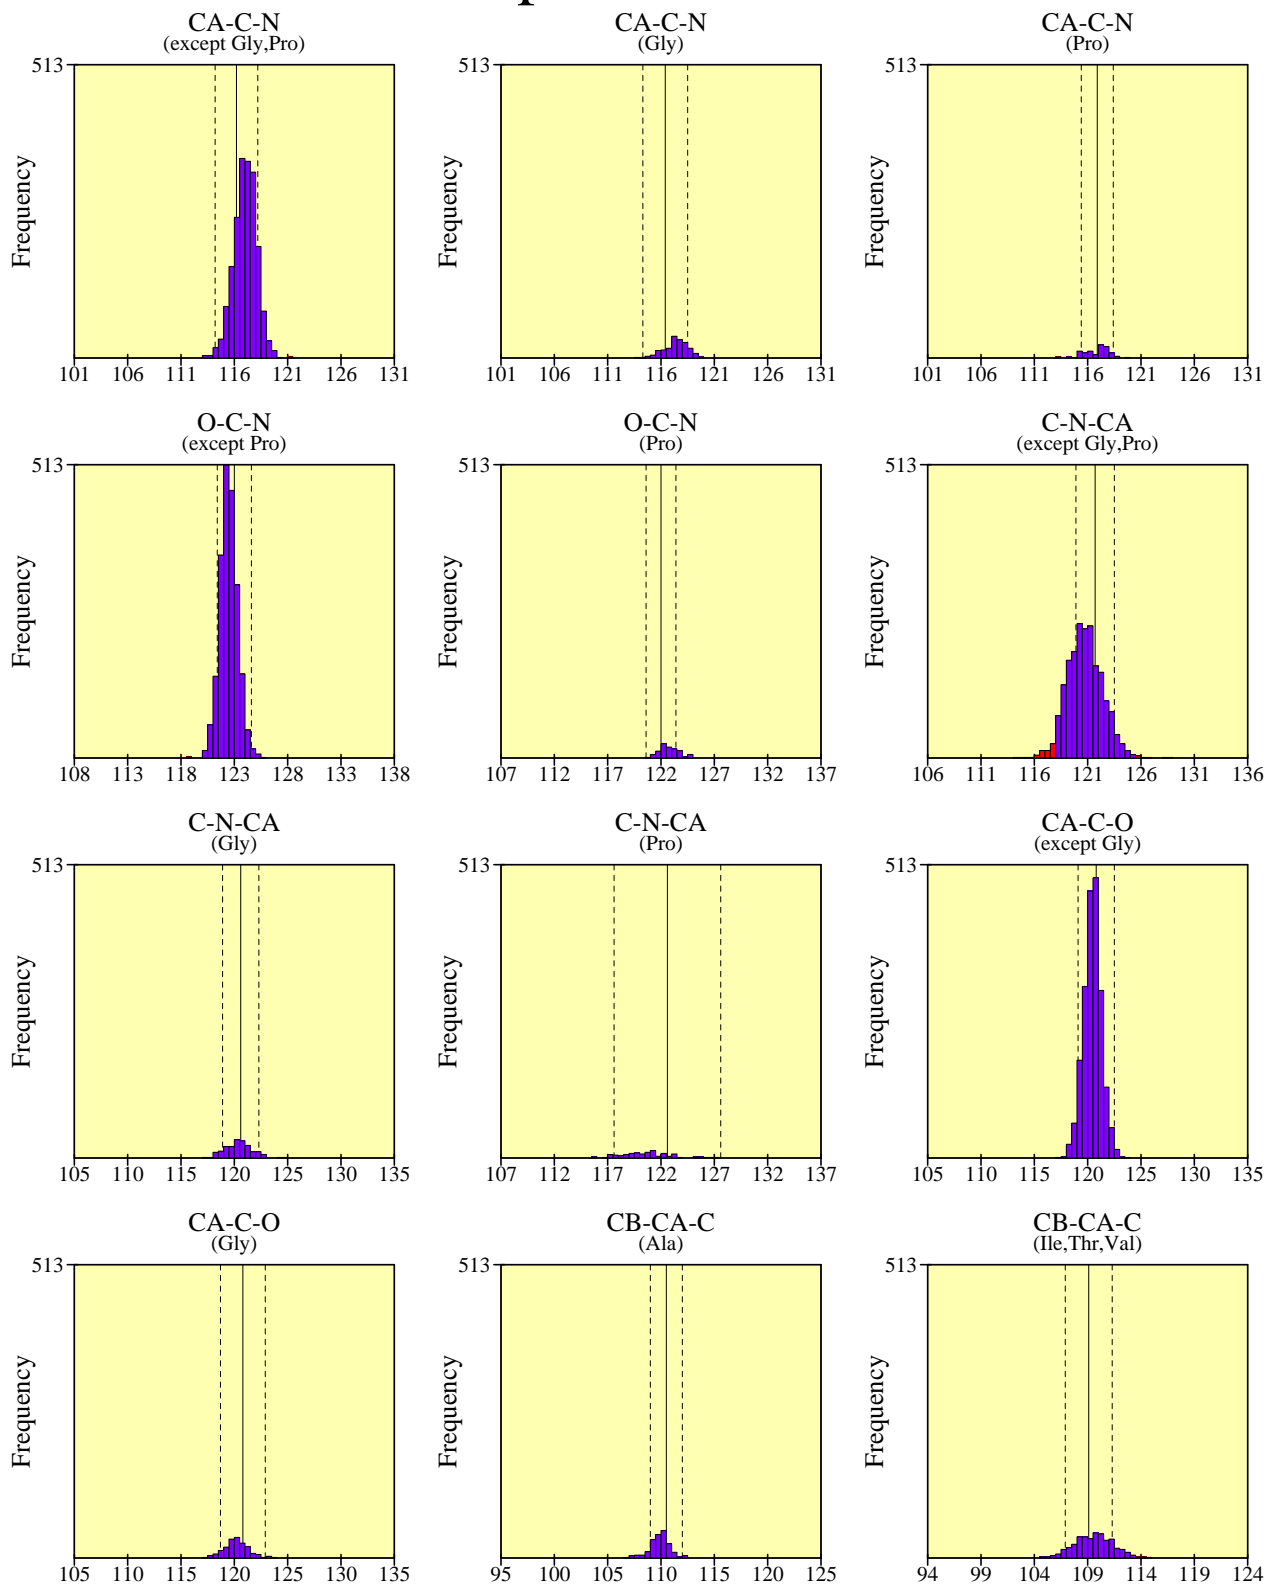 CA-C-N CA-C-N CA-C-N
(except Gly,Pro) (Gly) (Pro)
513 513 513
Frequency Frequency Frequency
101 106 111 116 121 126 131 101 106 111 116 121 126 131 101 106 111 116 121 126 131
O-C-N O-C-N C-N-CA
(except Pro) (Pro) (except Gly,Pro)
513 513 513
Frequency Frequency Frequency
108 113 118 123 128 133 138 107 112 117 122 127 132 137 106 111 116 121 126 131 136
C-N-CA C-N-CA CA-C-O
(Gly) (Pro) (except Gly)
513 513 513
Frequency Frequency Frequency
105 110 115 120 125 130 135 107 112 117 122 127 132 137 105 110 115 120 125 130 135
CA-C-O CB-CA-C CB-CA-C
(Gly) (Ala) (Ile,Thr,Val)
513 513 513
Frequency Frequency Frequency
105 110 115 120 125 130 135 95 100 105 110 115 120 125 94 99 104 109 114 119 124